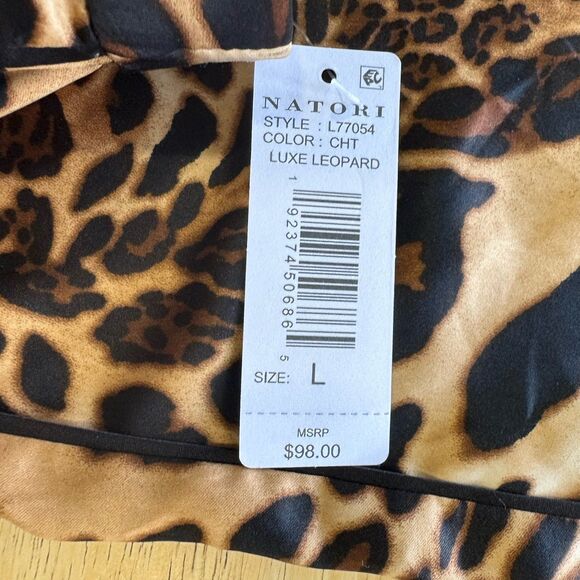 NATORI
STYLE : L77054
COLOR : CHT
LUXE LEOPARD
1 92374 50686 5
SIZE: L
MSRP
$98.00